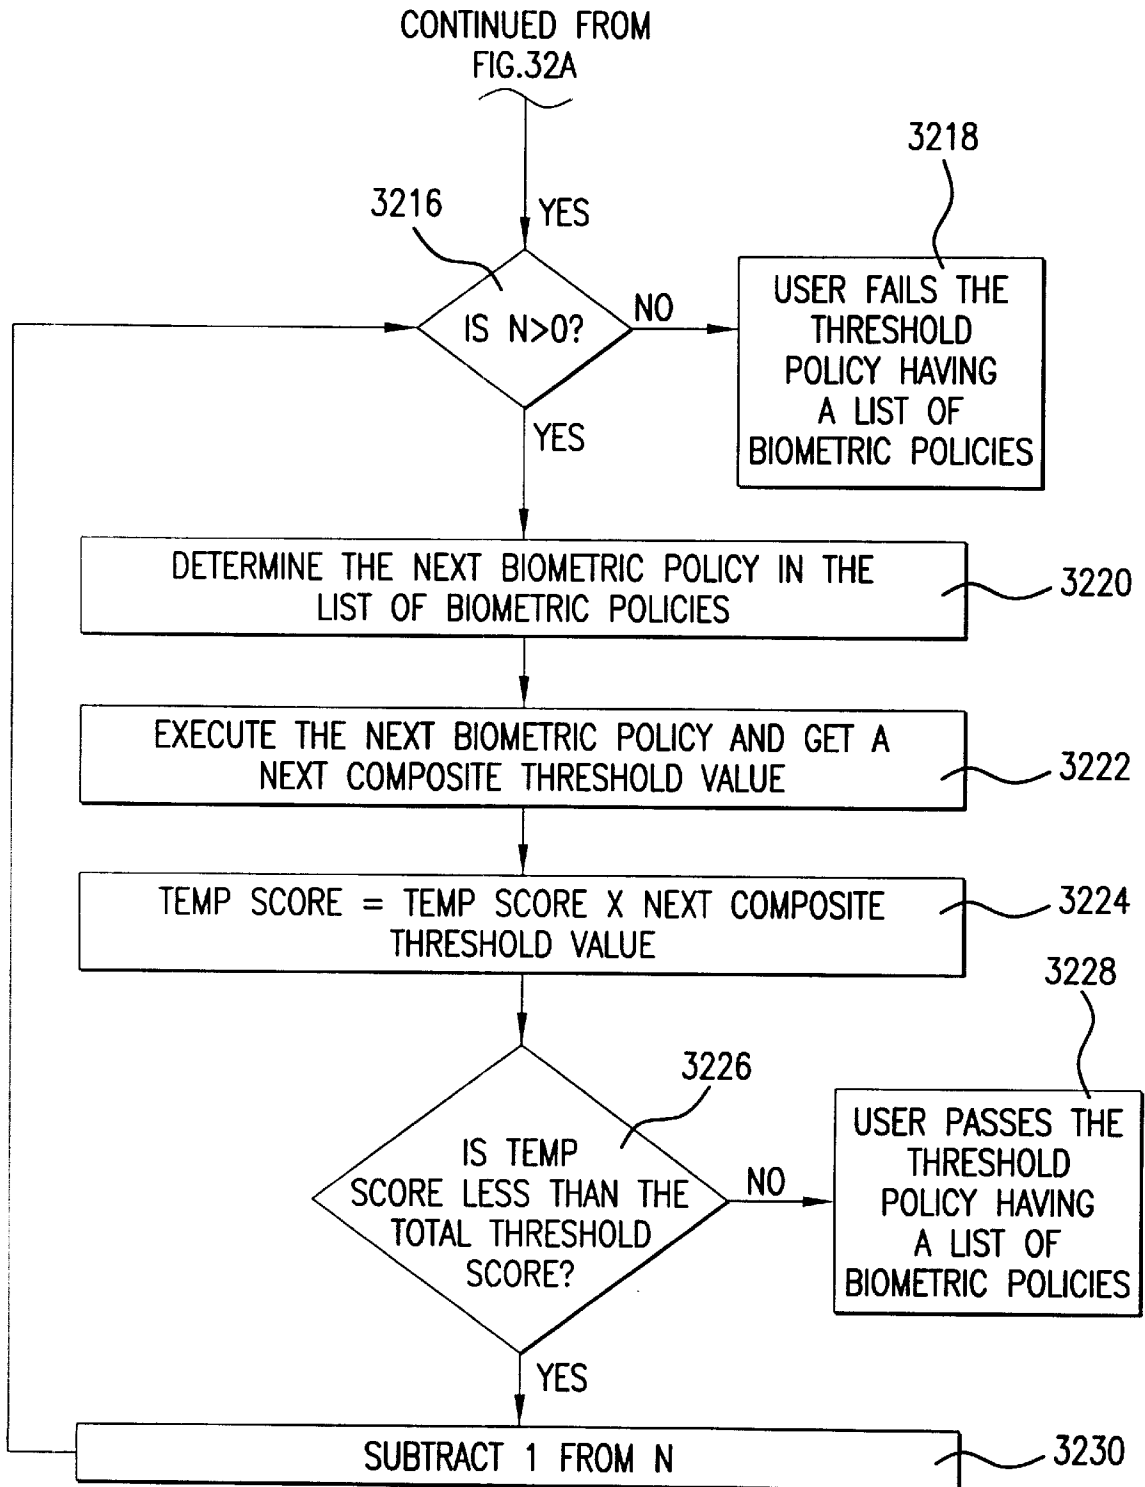 CONTINUED FROM
FIG.32A
YES
3216
3218
IS N>0?
NO
USER FAILS THE
THRESHOLD
POLICY HAVING
A LIST OF
BIOMETRIC POLICIES
YES
DETERMINE THE NEXT BIOMETRIC POLICY IN THE
LIST OF BIOMETRIC POLICIES
3220
EXECUTE THE NEXT BIOMETRIC POLICY AND GET A
NEXT COMPOSITE THRESHOLD VALUE
3222
TEMP SCORE = TEMP SCORE X NEXT COMPOSITE
THRESHOLD VALUE
3224
3226
IS TEMP
SCORE LESS THAN THE
TOTAL THRESHOLD
SCORE?
NO
3228
USER PASSES THE
THRESHOLD
POLICY HAVING
A LIST OF
BIOMETRIC POLICIES
YES
SUBTRACT 1 FROM N
3230